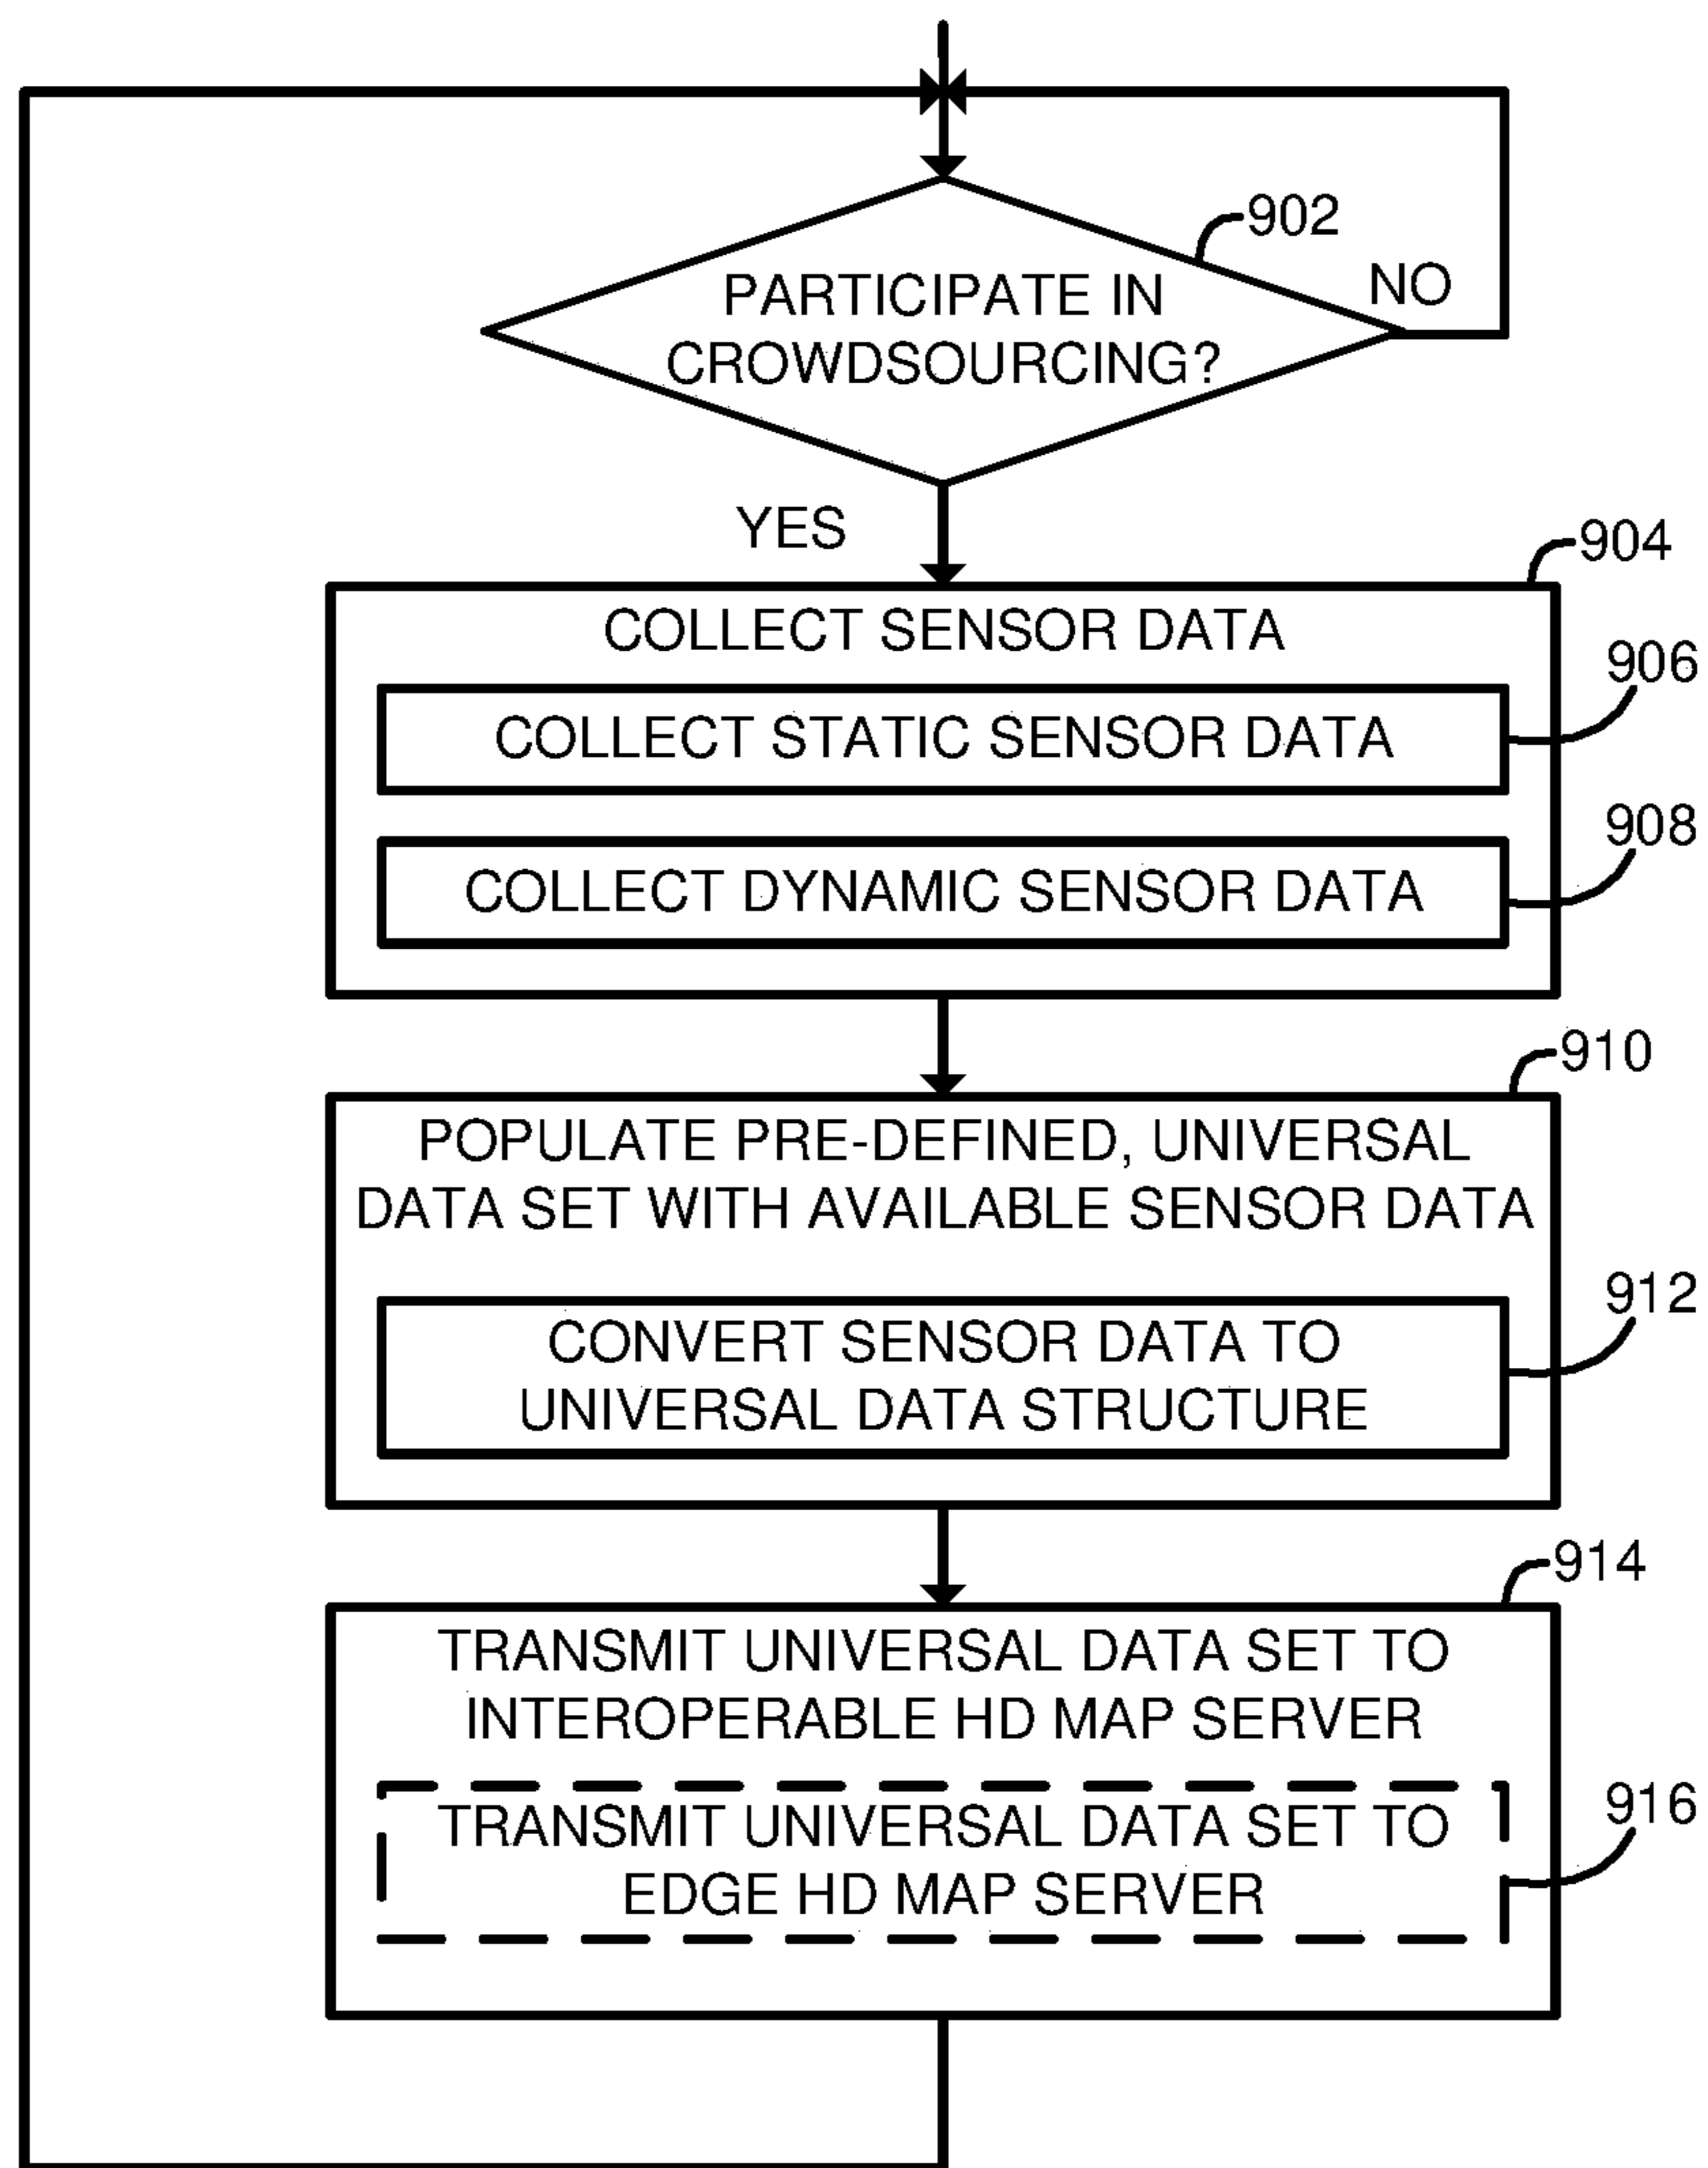 902
PARTICIPATE IN
CROWDSOURCING?
NO
YES
904
COLLECT SENSOR DATA
906
COLLECT STATIC SENSOR DATA
908
COLLECT DYNAMIC SENSOR DATA
910
POPULATE PRE-DEFINED, UNIVERSAL
DATA SET WITH AVAILABLE SENSOR DATA
912
CONVERT SENSOR DATA TO
UNIVERSAL DATA STRUCTURE
914
TRANSMIT UNIVERSAL DATA SET TO
INTEROPERABLE HD MAP SERVER
916
TRANSMIT UNIVERSAL DATA SET TO
EDGE HD MAP SERVER